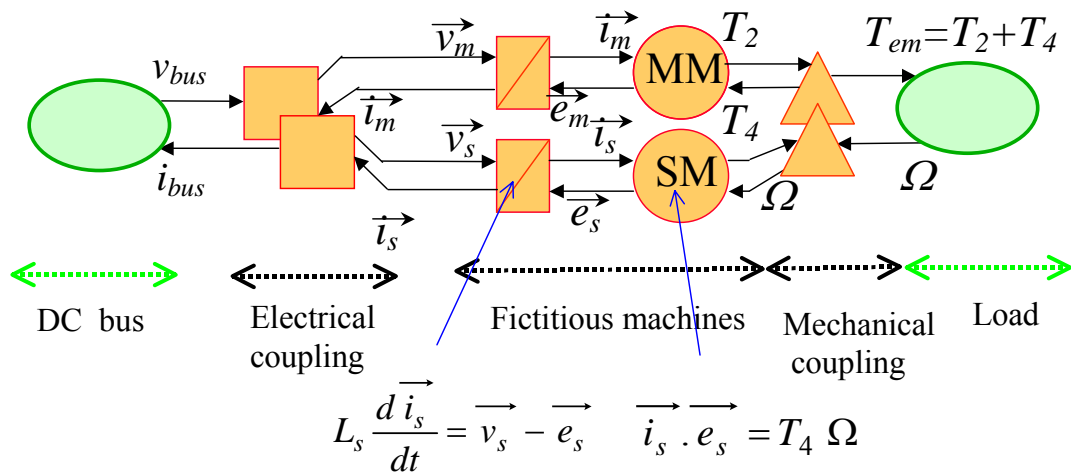 v_bus
i_bus
v_m
i_m
v_s
i_s
i_m
e_m
i_s
e_s
MM
SM
T_2
T_4
Ω
T_em=T_2+T_4
Ω
DC bus
Electrical
coupling
Fictitious machines
Mechanical
coupling
Load
L_s d i_s / dt = v_s − e_s
i_s . e_s = T_4 Ω